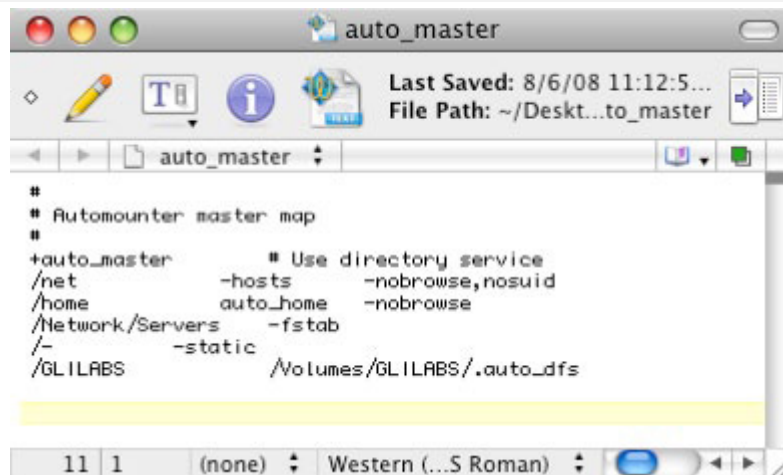 auto_master
Last Saved: 8/6/08 11:12:5...
File Path: ~/Deskt...to_master
auto_master
#
# Automounter master map
#
+auto_master # Use directory service
/net -hosts -nobrowse,nosuid
/home auto_home -nobrowse
/Network/Servers -fstab
/- -static
/GLILABS /Volumes/GLILABS/.auto_dfs
11 1 (none) Western (...S Roman)